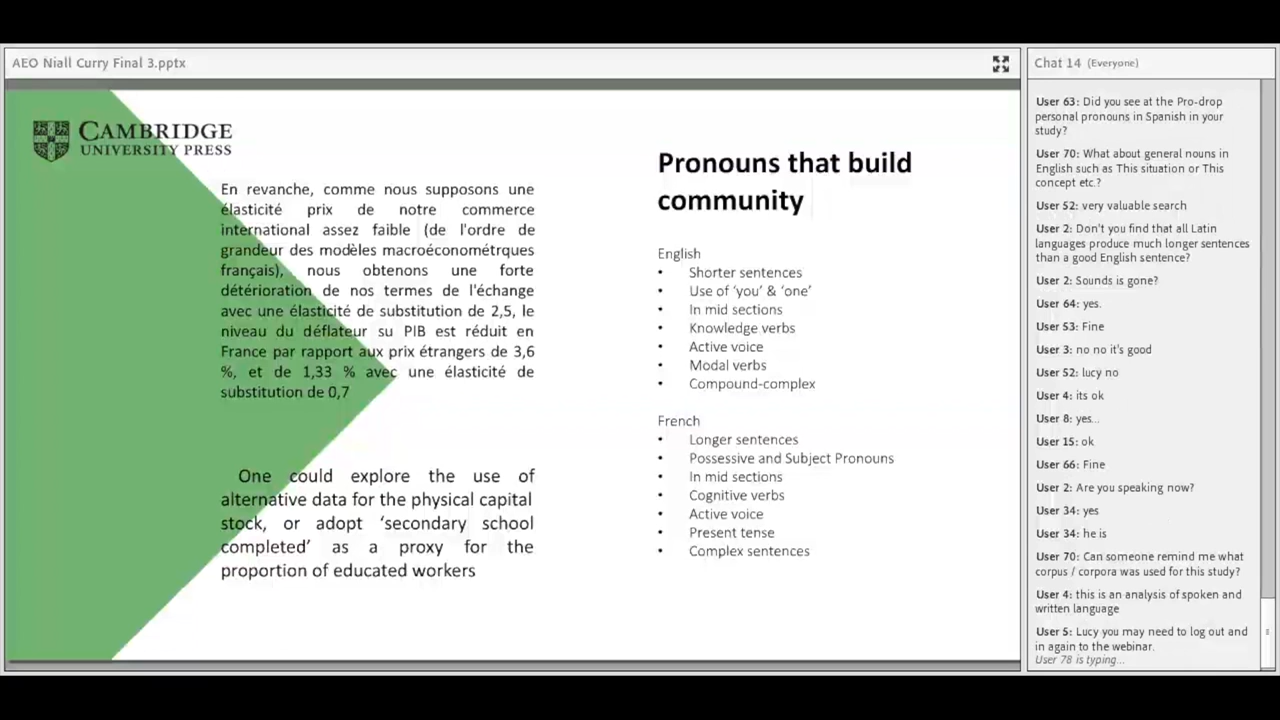 AEO Niall Curry Final 3.pptx
CAMBRIDGE
UNIVERSITY PRESS
En revanche, comme nous supposons une
élasticité prix de notre commerce
international assez faible (de l'ordre de
grandeur des modèles macroéconométrques
français), nous obtenons une forte
détérioration de nos termes de l'échange
avec une élasticité de substitution de 2,5, le
niveau du déflateur su PIB est réduit en
France par rapport aux prix étrangers de 3,6
%, et de 1,33 % avec une élasticité de
substitution de 0,7
One could explore the use of
alternative data for the physical capital
stock, or adopt ‘secondary school
completed’ as a proxy for the
proportion of educated workers
Pronouns that build
community
English
• Shorter sentences
• Use of ‘you’ & ‘one’
• In mid sections
• Knowledge verbs
• Active voice
• Modal verbs
• Compound-complex
French
• Longer sentences
• Possessive and Subject Pronouns
• In mid sections
• Cognitive verbs
• Active voice
• Present tense
• Complex sentences
Chat 14 (Everyone)
User 63: Did you see at the Pro-drop
personal pronouns in Spanish in your
study?
User 70: What about general nouns in
English such as This situation or This
concept etc.?
User 52: very valuable search
User 2: Don't you find that all Latin
languages produce much longer sentences
than a good English sentence?
User 2: Sounds is gone?
User 64: yes.
User 53: Fine
User 3: no no it's good
User 52: lucy no
User 4: its ok
User 8: yes...
User 15: ok
User 66: Fine
User 2: Are you speaking now?
User 34: yes
User 34: he is
User 70: Can someone remind me what
corpus / corpora was used for this study?
User 4: this is an analysis of spoken and
written language
User 5: Lucy you may need to log out and
in again to the webinar.
User 78 is typing...